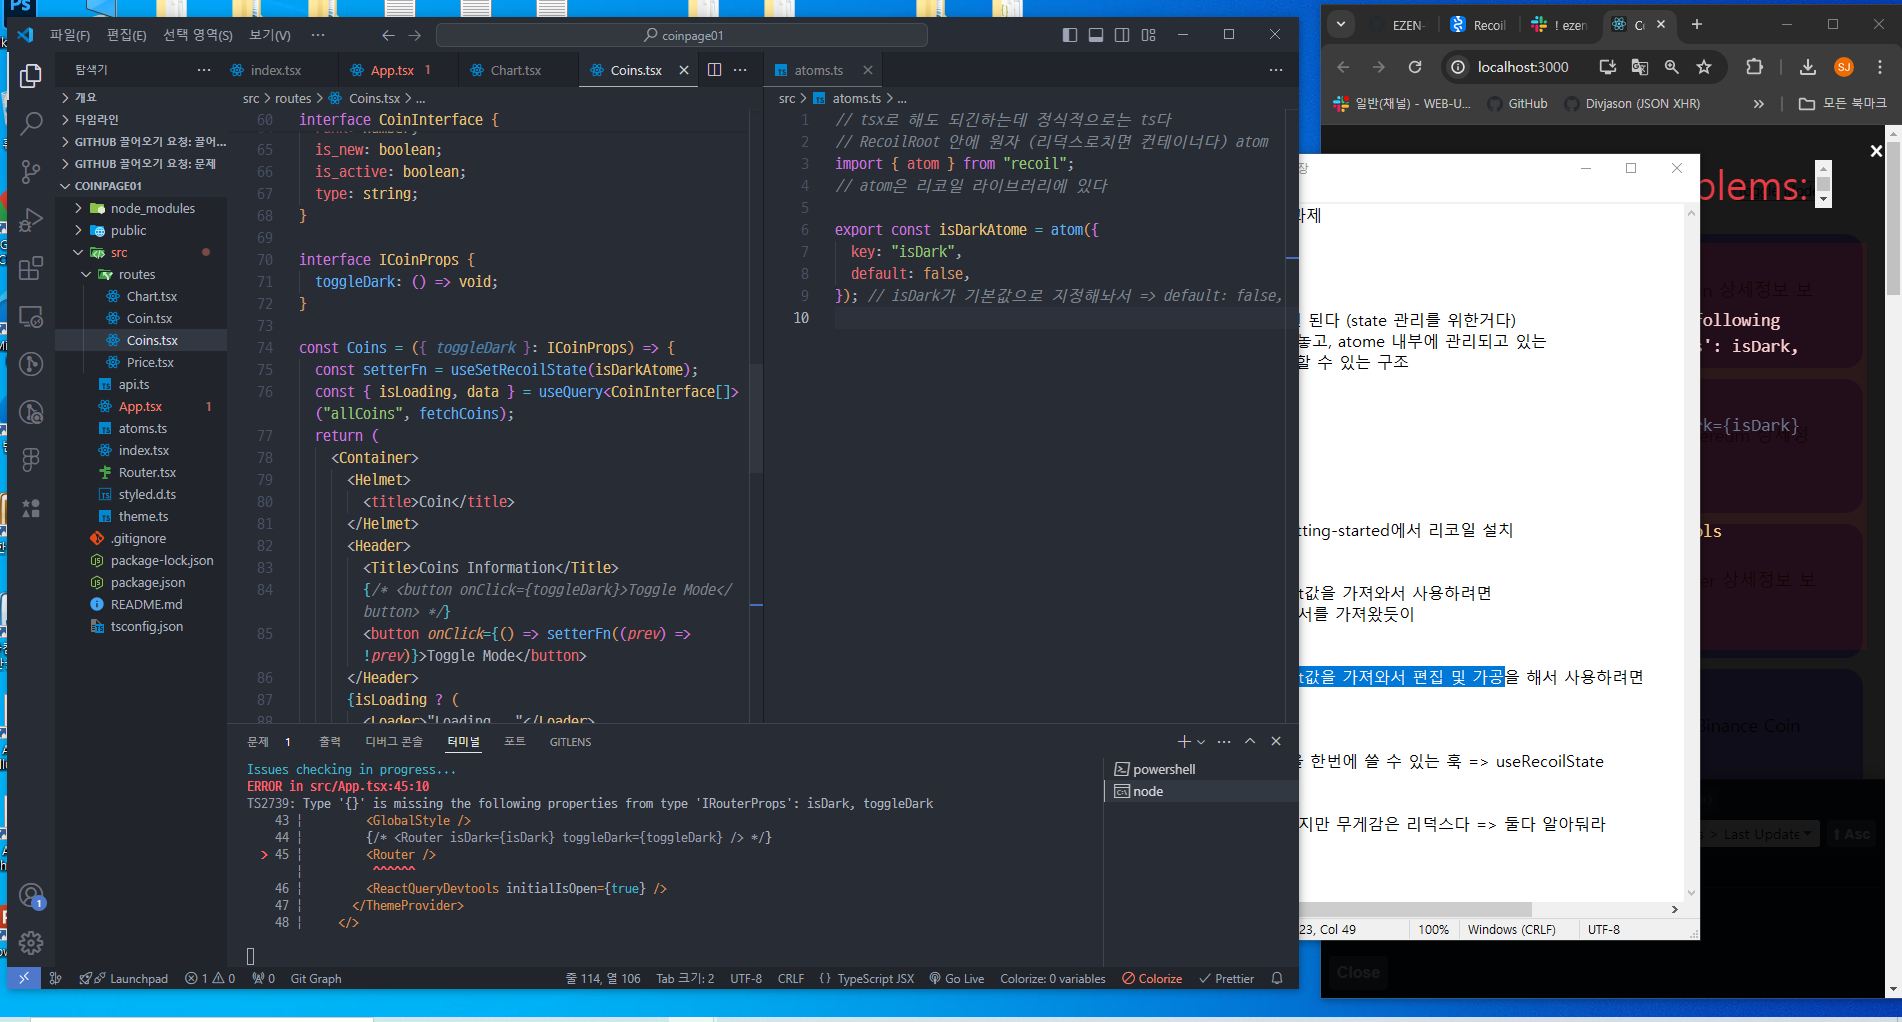 파일(F) 편집(E) 선택 영역(S) 보기(V) ··· coinpage01
탐색기
index.tsx App.tsx 1 Chart.tsx Coins.tsx atoms.ts
개요
타임라인
GITHUB 끌어오기 요청: 끌어...
GITHUB 끌어오기 요청: 문제
COINPAGE01
node_modules
public
src
routes
Chart.tsx
Coin.tsx
Coins.tsx
Price.tsx
api.ts
App.tsx 1
atoms.ts
index.tsx
Router.tsx
styled.d.ts
theme.ts
.gitignore
package-lock.json
package.json
README.md
tsconfig.json
src > routes > Coins.tsx > ...
60 interface CoinInterface {
65 is_new: boolean;
66 is_active: boolean;
67 type: string;
68 }
69
70 interface ICoinProps {
71 toggleDark: () => void;
72 }
73
74 const Coins = ({ toggleDark }: ICoinProps) => {
75 const setterFn = useSetRecoilState(isDarkAtome);
76 const { isLoading, data } = useQuery<CoinInterface[]>
("allCoins", fetchCoins);
77 return (
78 <Container>
79 <Helmet>
80 <title>Coin</title>
81 </Helmet>
82 <Header>
83 <Title>Coins Information</Title>
84 {/* <button onClick={toggleDark}>Toggle Mode</
button> */}
85 <button onClick={() => setterFn((prev) =>
!prev)}>Toggle Mode</button>
86 </Header>
87 {isLoading ? (
88 <Loader>"Loading..."</Loader>
src > atoms.ts > ...
1 // tsx로 해도 되긴하는데 정식적으로는 ts다
2 // RecoilRoot 안에 원자 (리덕스로치면 컨테이너다) atom
3 import { atom } from "recoil";
4 // atom은 리코일 라이브러리에 있다
5
6 export const isDarkAtome = atom({
7 key: "isDark",
8 default: false,
9 }); // isDark가 기본값으로 지정해놔서 => default: false,
10
문제 1 출력 디버그 콘솔 터미널 포트 GITLENS
Issues checking in progress...
ERROR in src/App.tsx:45:10
TS2739: Type '{}' is missing the following properties from type 'IRouterProps': isDark, toggleDark
43 | <GlobalStyle />
44 | {/* <Router isDark={isDark} toggleDark={toggleDark} /> */}
> 45 | <Router />
| ^^^^^^
46 | <ReactQueryDevtools initialIsOpen={true} />
47 | </ThemeProvider>
48 | </>
powershell
node
1
Launchpad 1 0 0 Git Graph 줄 114, 열 106 Tab 크기: 2 UTF-8 CRLF {} TypeScript JSX Go Live Colorize: 0 variables Colorize Prettier
EZEN- Recoil ! ezen
localhost:3000 SJ
일반(채널) - WEB-U... GitHub Divjason (JSON XHR) » 모든 북마크
blems:
상세정보 보
ollowing
s': isDark,
rk={isDark}
상세정보 보
Binance Coin
> Last Update Asc
Close
과제
된다 (state 관리를 위한거다)
놓고, atome 내부에 관리되고 있는
할 수 있는 구조
tting-started에서 리코일 설치
t값을 가져와서 사용하려면
서를 가져왔듯이
t값을 가져와서 편집 및 가공을 해서 사용하려면
한번에 쓸 수 있는 훅 => useRecoilState
지만 무게감은 리덕스다 => 둘다 알아둬라
23, Col 49 100% Windows (CRLF) UTF-8